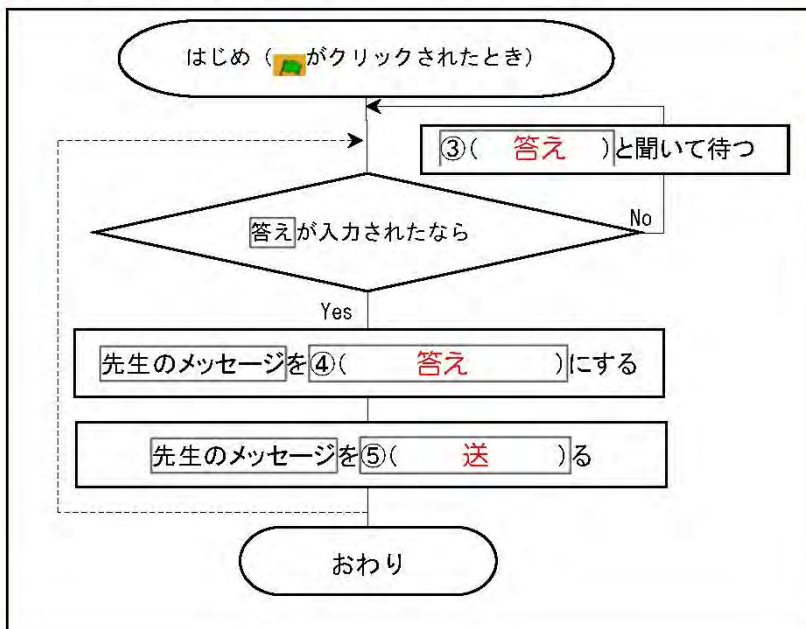 はじめ（がクリックされたとき）
③(　答え　)と聞いて待つ
答えが入力されたなら
No
Yes
先生のメッセージを④(　答え　)にする
先生のメッセージを⑤(　送　)る
おわり